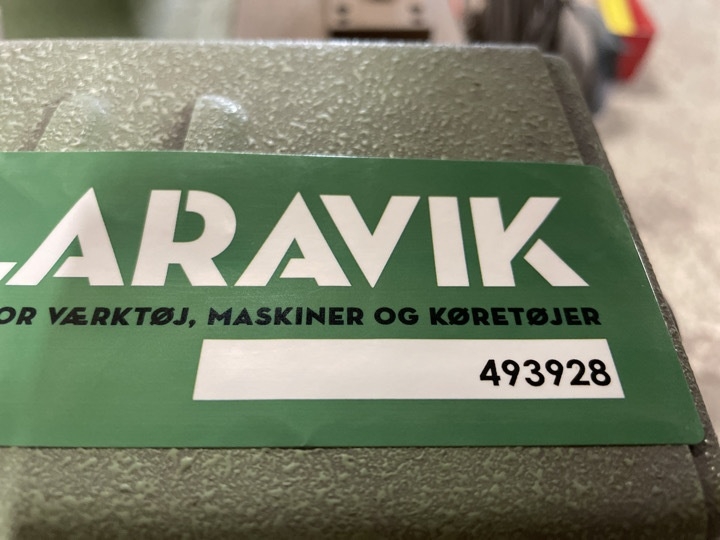 LARAVIK
OR VÆRKTØJ, MASKINER OG KØRETØJER
493928